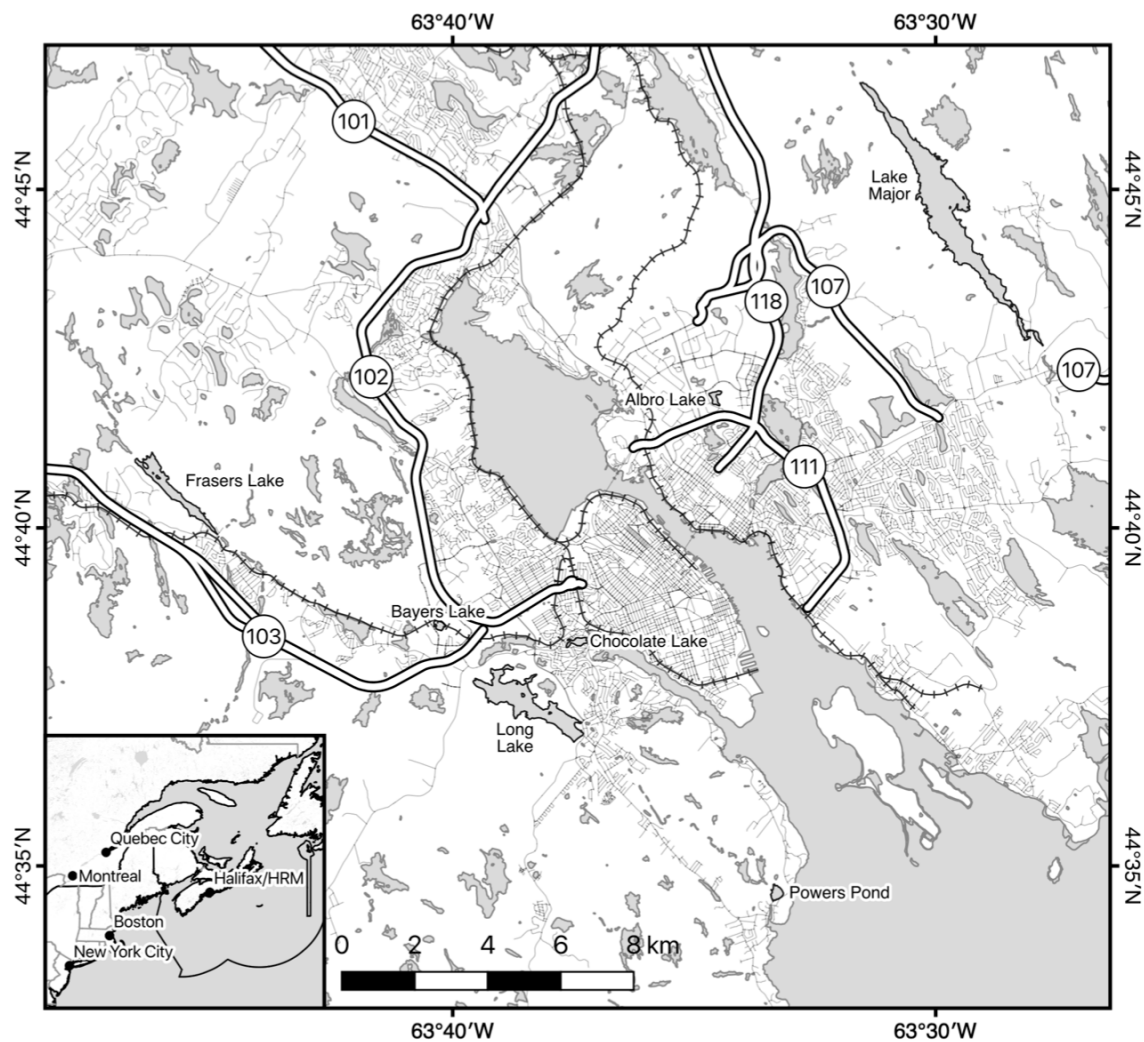 63°40′W
63°30′W
101
44°45′N
44°45′N
Lake
Major
107
118
107
102
Albro Lake
111
Frasers Lake
44°40′N
44°40′N
Bayers Lake
103
Chocolate Lake
Long
Lake
Quebec City
Montreal
Halifax/HRM
44°35′N
44°35′N
Powers Pond
Boston
New York City
0 2 4 6 8 km
63°40′W
63°30′W